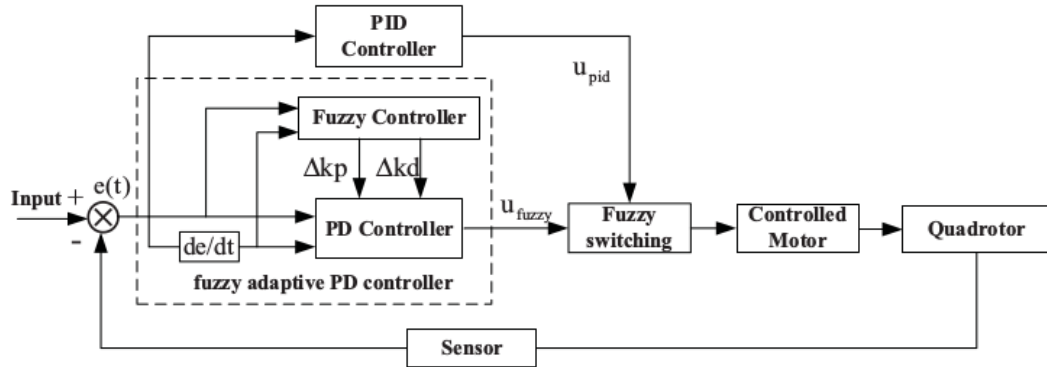 PID
Controller
u_pid
Fuzzy Controller
Δkp
Δkd
e(t)
Input +
-
PD Controller
u_fuzzy
Fuzzy
switching
Controlled
Motor
Quadrotor
de/dt
fuzzy adaptive PD controller
Sensor